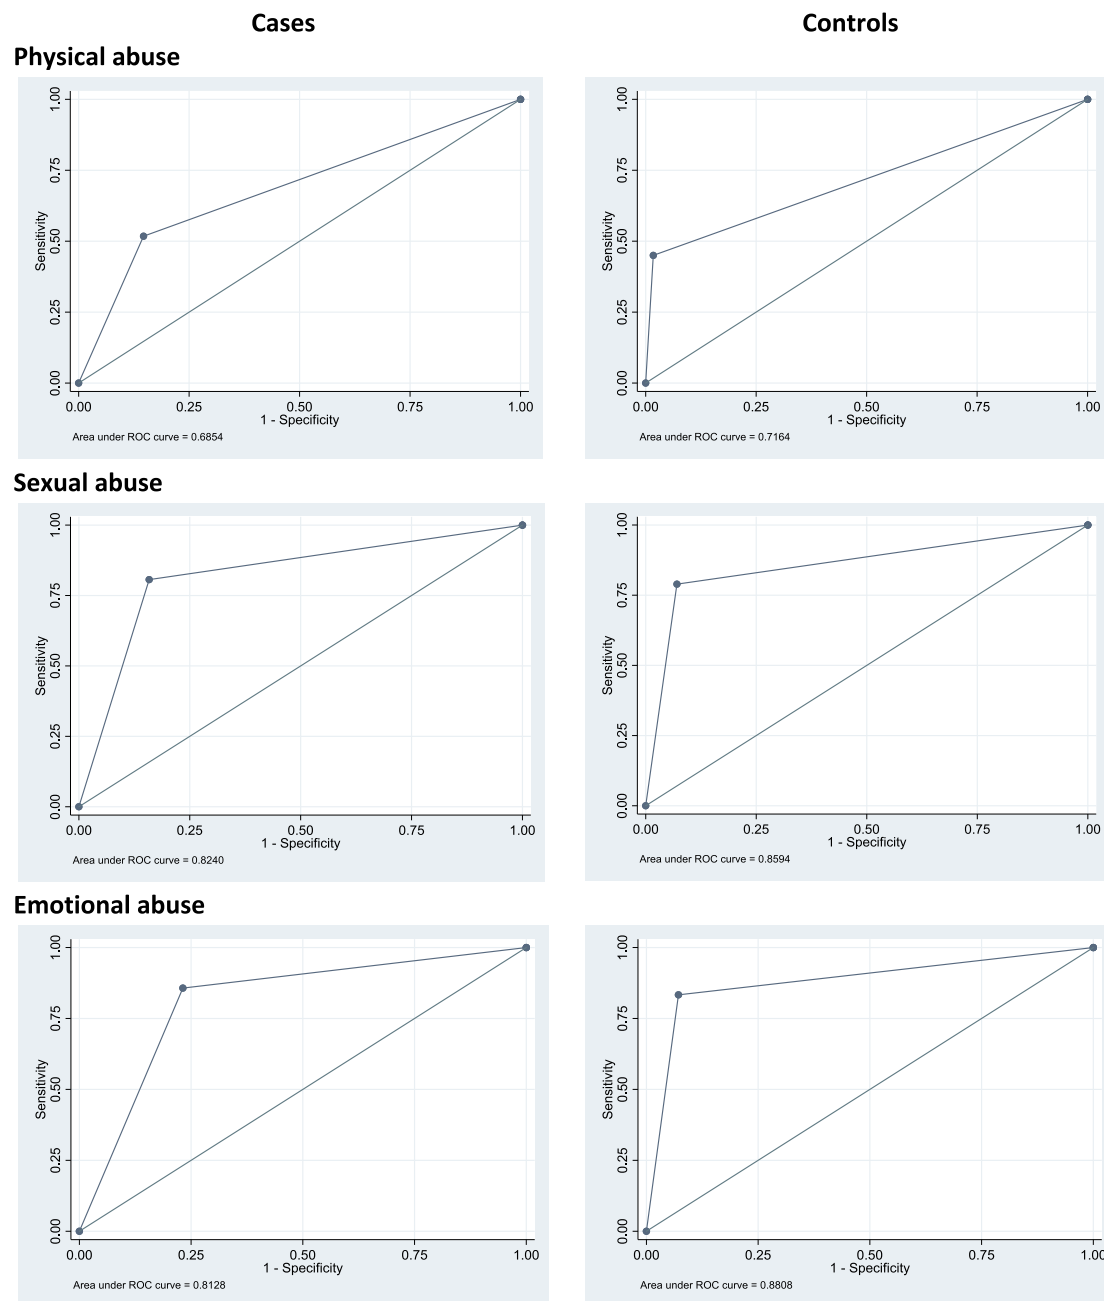 Cases
Controls
Physical abuse
Sensitivity
0.00 0.25 0.50 0.75 1.00
0.00 0.25 0.50 0.75 1.00
1 - Specificity
Area under ROC curve = 0.6854
Sensitivity
0.00 0.25 0.50 0.75 1.00
0.00 0.25 0.50 0.75 1.00
1 - Specificity
Area under ROC curve = 0.7164
Sexual abuse
Sensitivity
0.00 0.25 0.50 0.75 1.00
0.00 0.25 0.50 0.75 1.00
1 - Specificity
Area under ROC curve = 0.8240
Sensitivity
0.00 0.25 0.50 0.75 1.00
0.00 0.25 0.50 0.75 1.00
1 - Specificity
Area under ROC curve = 0.8594
Emotional abuse
Sensitivity
0.00 0.25 0.50 0.75 1.00
0.00 0.25 0.50 0.75 1.00
1 - Specificity
Area under ROC curve = 0.8128
Sensitivity
0.00 0.25 0.50 0.75 1.00
0.00 0.25 0.50 0.75 1.00
1 - Specificity
Area under ROC curve = 0.8808